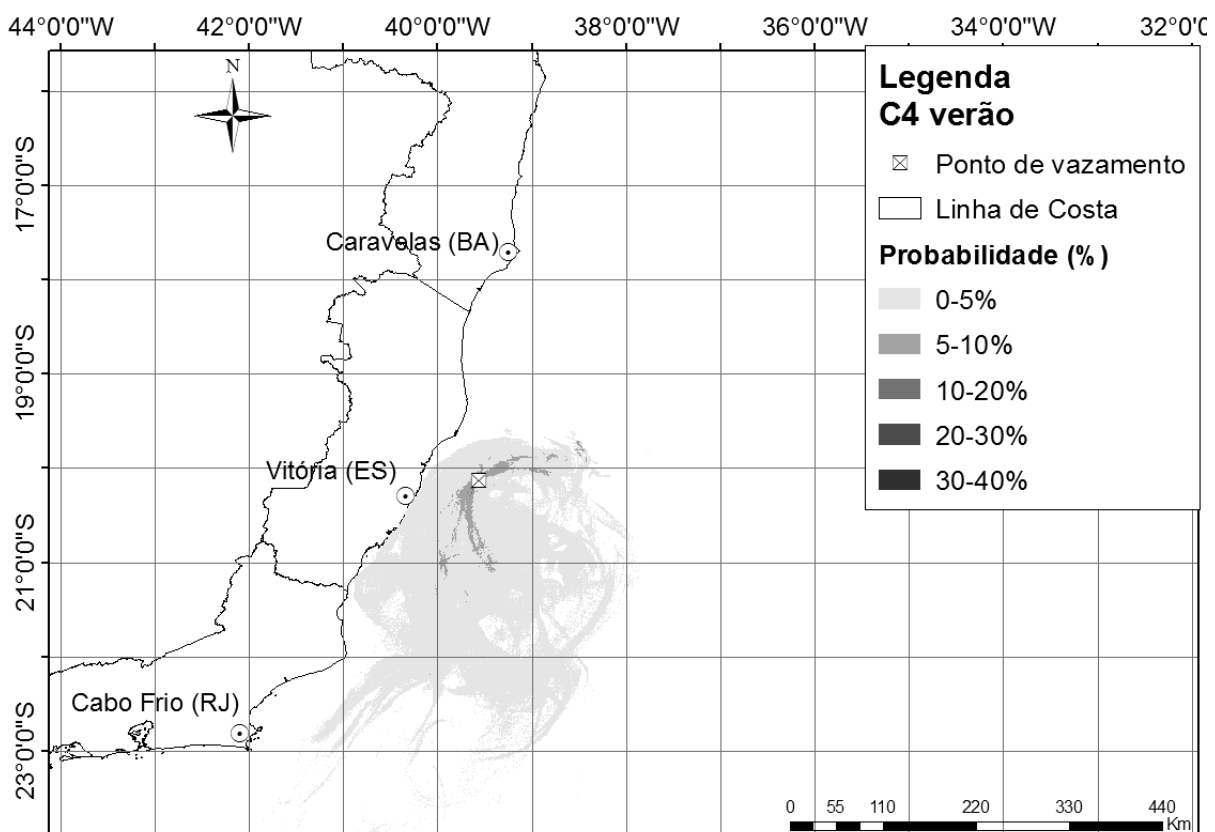 44°0'0"W 42°0'0"W 40°0'0"W 38°0'0"W 36°0'0"W 34°0'0"W 32°0'0
N
Legenda
C4 verão
Ponto de vazamento
Linha de Costa
Probabilidade (%)
0-5%
5-10%
10-20%
20-30%
30-40%
17°0'0"S
19°0'0"S
21°0'0"S
23°0'0"S
Caravelas (BA)
Vitória (ES)
Cabo Frio (RJ)
0 55 110 220 330 440
Km